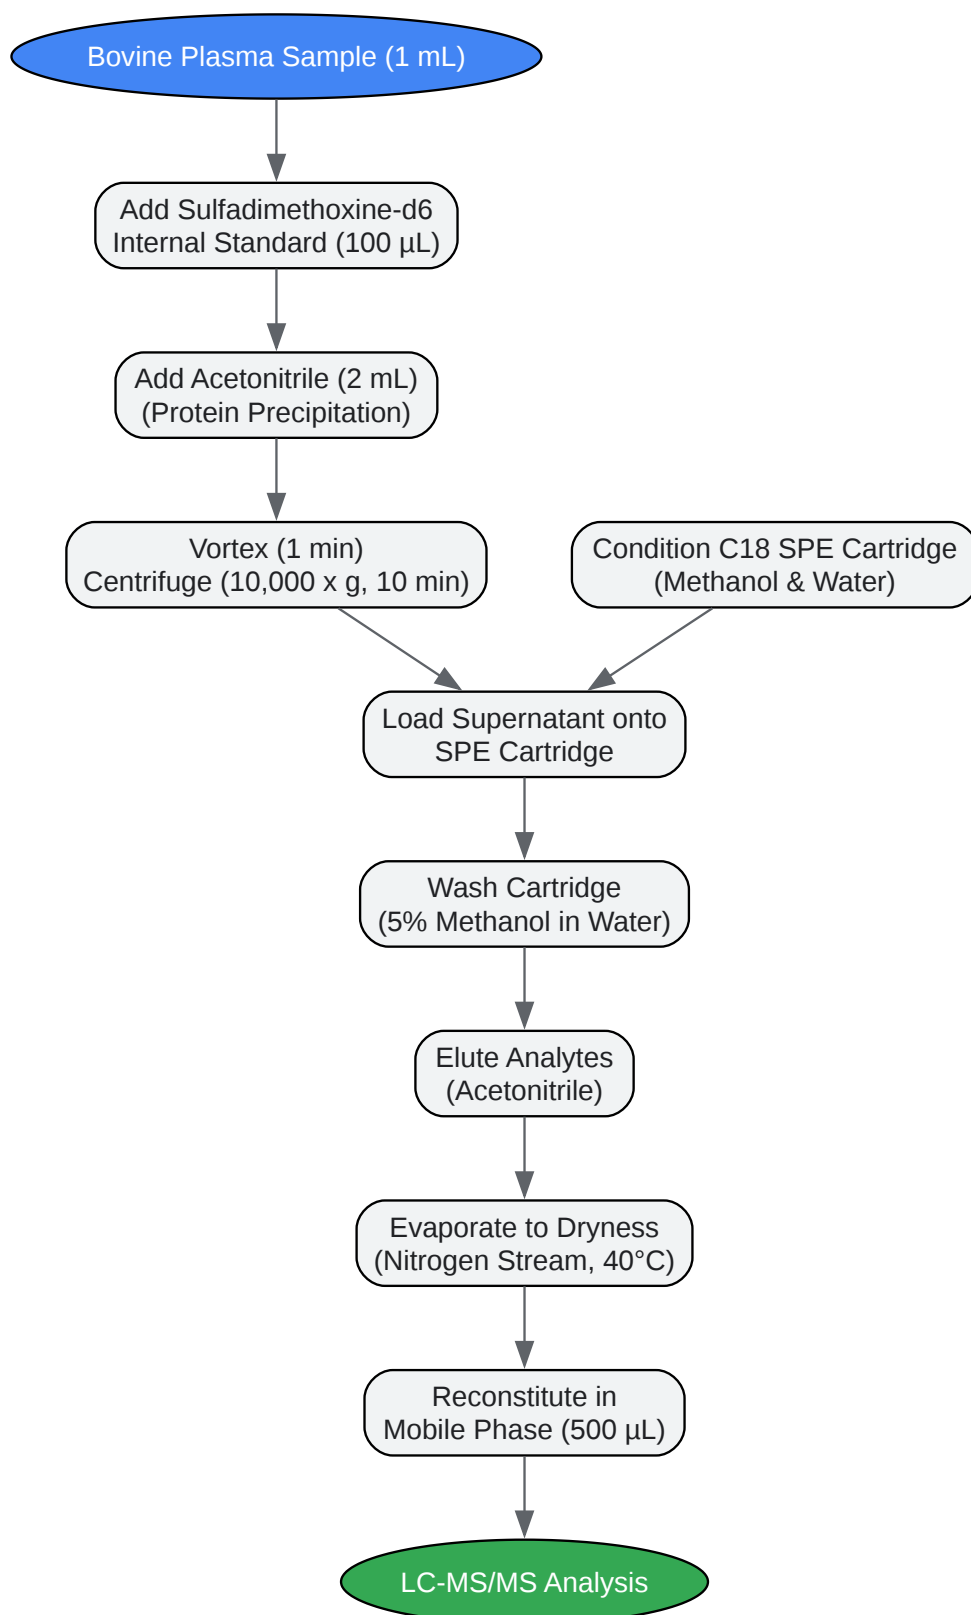 Bovine Plasma Sample (1 mL)
Add Sulfadimethoxine-d6
Internal Standard (100 µL)
Add Acetonitrile (2 mL)
(Protein Precipitation)
Vortex (1 min)
Centrifuge (10,000 x g, 10 min)
Condition C18 SPE Cartridge
(Methanol & Water)
Load Supernatant onto
SPE Cartridge
Wash Cartridge
(5% Methanol in Water)
Elute Analytes
(Acetonitrile)
Evaporate to Dryness
(Nitrogen Stream, 40°C)
Reconstitute in
Mobile Phase (500 µL)
LC-MS/MS Analysis